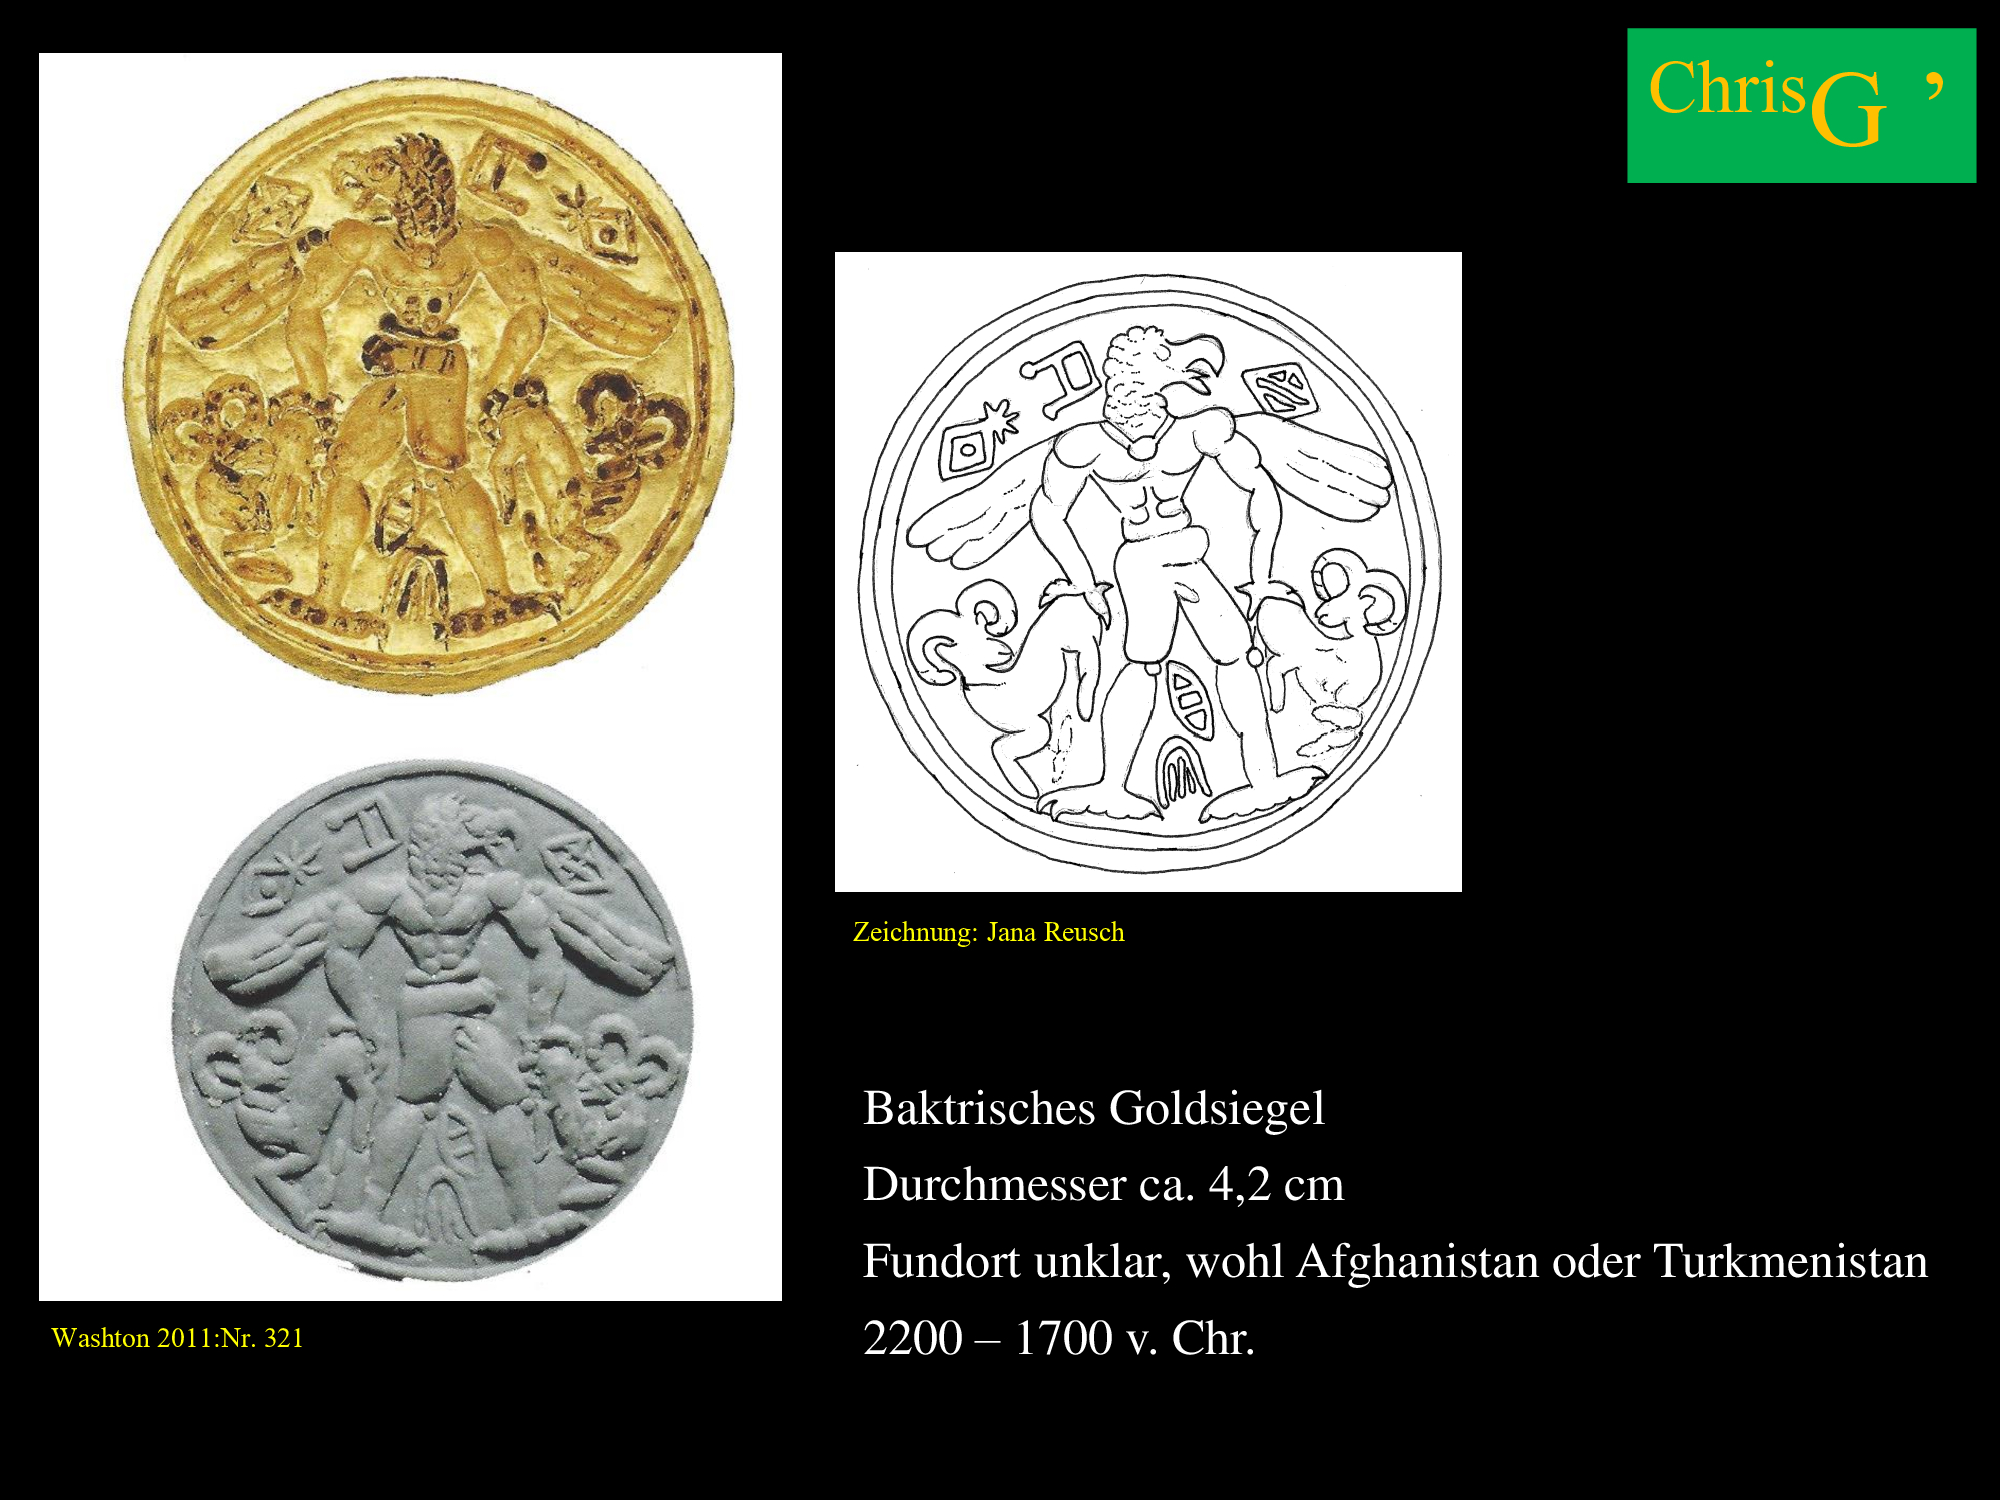 ChrisG ’
Zeichnung: Jana Reusch
Baktrisches Goldsiegel
Durchmesser ca. 4,2 cm
Fundort unklar, wohl Afghanistan oder Turkmenistan
2200 – 1700 v. Chr.
Washton 2011:Nr. 321